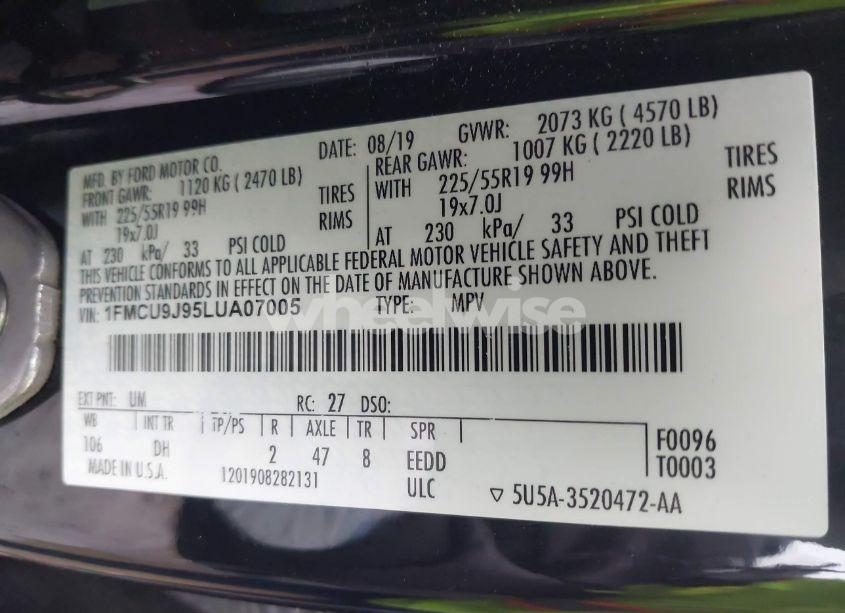 MFD. BY FORD MOTOR CO.
DATE: 08/19 GVWR: 2073 KG ( 4570 LB)
FRONT GAWR: 1120 KG ( 2470 LB)
REAR GAWR: 1007 KG ( 2220 LB)
WITH 225/55R19 99H TIRES
WITH 225/55R19 99H TIRES
19x7.0J RIMS
19x7.0J RIMS
AT 230 kPa/ 33 PSI COLD
AT 230 kPa/ 33 PSI COLD
THIS VEHICLE CONFORMS TO ALL APPLICABLE FEDERAL MOTOR VEHICLE SAFETY AND THEFT
PREVENTION STANDARDS IN EFFECT ON THE DATE OF MANUFACTURE SHOWN ABOVE.
VIN: 1FMCU9J95LUA07005 TYPE: MPV
wheelwise
EXT PNT: UM RC: 27 DSO:
WB INT TR TP/PS R AXLE TR SPR
106 DH 2 47 8 EEDD
F0096
T0003
MADE IN U.S.A. 1201908282131 ULC
▽ 5U5A-3520472-AA